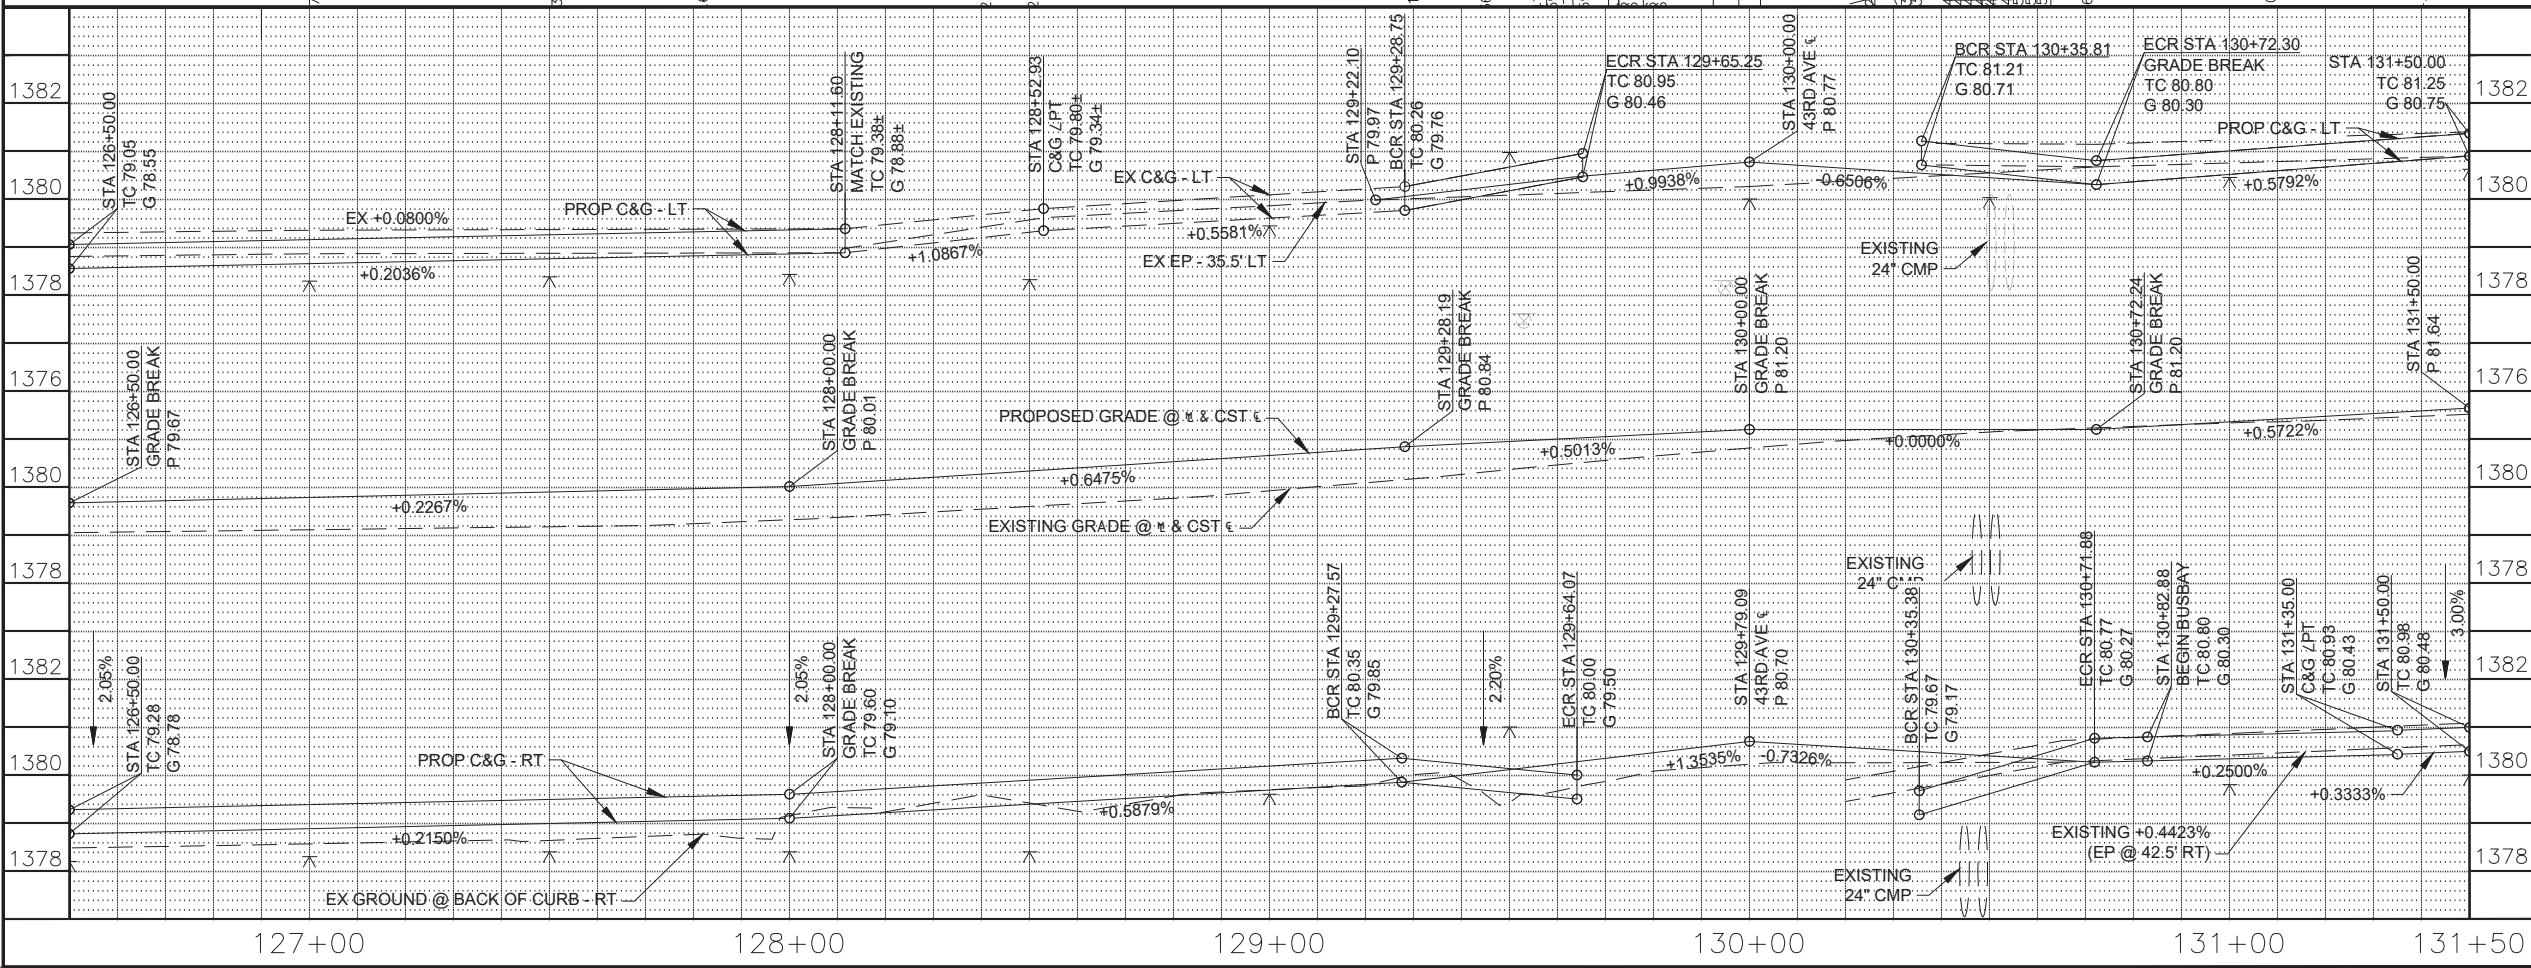 1382
1380
1378
1376
1380
1378
1382
1380
1378
STA 126+50.00
TC 79.05
G 78.55
EX +0.0800%
+0.2036%
PROP C&G - LT
STA 128+11.60
MATCH EXISTING
TC 79.38±
G 78.88±
+1.0867%
STA 128+52.93
C&G ∠PT
TC 79.80±
G 79.34±
EX C&G - LT
+0.5581%
EX EP - 35.5' LT
STA 129+22.10
P 79.97
BCR STA 129+28.75
TC 80.26
G 79.76
ECR STA 129+65.25
TC 80.95
G 80.46
+0.9938%
STA 130+00.00
43RD AVE ℄
P 80.77
-0.6506%
EXISTING
24" CMP
BCR STA 130+35.81
TC 81.21
G 80.71
ECR STA 130+72.30
GRADE BREAK
TC 80.80
G 80.30
STA 131+50.00
TC 81.25
G 80.75
PROP C&G - LT
+0.5792%
STA 126+50.00
GRADE BREAK
P 79.67
+0.2267%
STA 128+00.00
GRADE BREAK
P 80.01
PROPOSED GRADE @ & CST ℄
+0.6475%
EXISTING GRADE @ & CST ℄
STA 129+28.19
GRADE BREAK
P 80.84
+0.5013%
STA 130+00.00
GRADE BREAK
P 81.20
+0.0000%
STA 130+72.24
GRADE BREAK
P 81.20
+0.5722%
STA 131+50.00
P 81.64
EXISTING
24" CMP
2.05%
STA 126+50.00
TC 79.28
G 78.78
PROP C&G - RT
+0.2150%
EX GROUND @ BACK OF CURB - RT
2.05%
STA 128+00.00
GRADE BREAK
TC 79.60
G 79.10
+0.5879%
BCR STA 129+27.57
TC 80.35
G 79.85
2.20%
ECR STA 129+64.07
TC 80.00
G 79.50
+1.3535%
STA 129+79.09
43RD AVE ℄
P 80.70
-0.7326%
BCR STA 130+35.38
TC 79.67
G 79.17
EXISTING
24" CMP
ECR STA 130+71.88
TC 80.77
G 80.27
STA 130+82.88
BEGIN BUSBAY
TC 80.80
G 80.30
+0.2500%
EXISTING +0.4423%
(EP @ 42.5' RT)
STA 131+35.00
C&G ∠PT
TC 80.93
G 80.43
+0.3333%
STA 131+50.00
TC 80.98
G 80.48
3.00%
1382
1380
1378
1376
1380
1378
1382
1380
1378
127+00
128+00
129+00
130+00
131+00
131+50